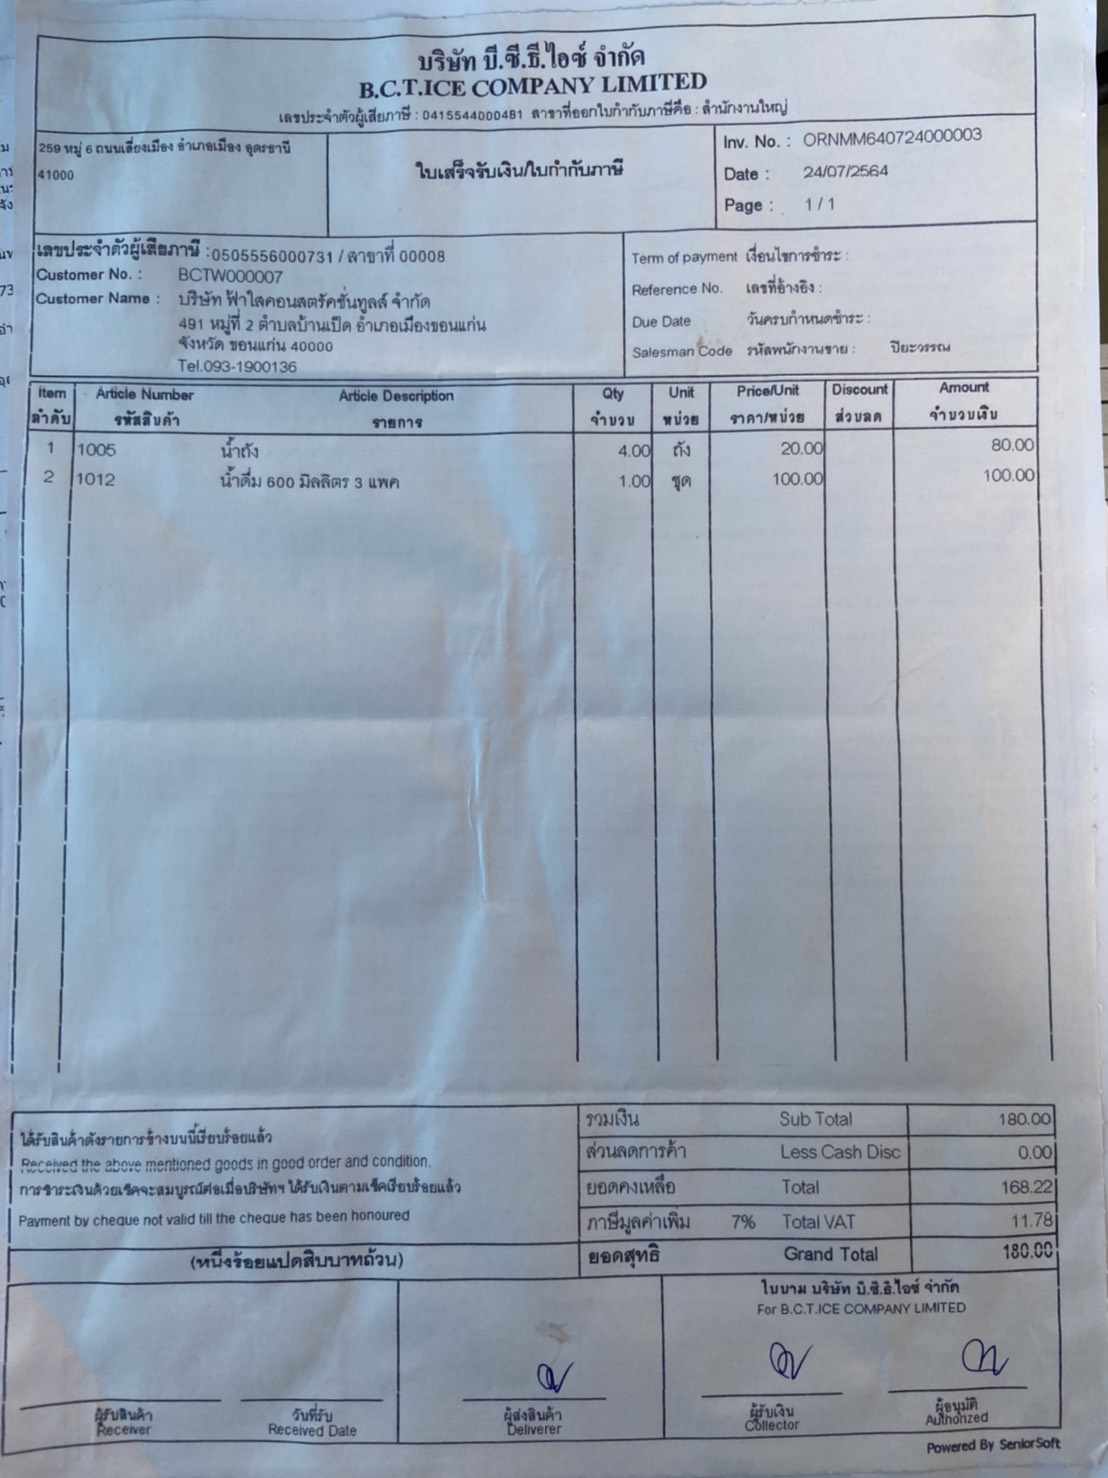 บริษัท บี.ซี.ธี.ไอซ์ จำกัด
B.C.T.ICE COMPANY LIMITED
เลขประจำตัวผู้เสียภาษี : 0415544000481 สาขาที่ออกใบกำกับภาษีคือ : สำนักงานใหญ่
259 หมู่ 6 ถนนเลี่ยงเมือง อำเภอเมือง อุดรธานี
41000
ใบเสร็จรับเงิน/ใบกำกับภาษี
Inv. No. : ORNMM640724000003
Date : 24/07/2564
Page : 1 / 1
เลขประจำตัวผู้เสียภาษี : 0505556000731 / สาขาที่ 00008
Customer No. : BCTW000007
Customer Name : บริษัท ฟ้าใสคอนสตรัคชั่นทูลส์ จำกัด
491 หมู่ที่ 2 ตำบลบ้านเป็ด อำเภอเมืองขอนแก่น
จังหวัด ขอนแก่น 40000
Tel.093-1900136
Term of payment เงื่อนไขการชำระ :
Reference No. เลขที่อ้างอิง :
Due Date วันครบกำหนดชำระ :
Salesman Code รหัสพนักงานขาย : ปิยะวรรณ
Item Article Number Article Description Qty Unit Price/Unit Discount Amount
ลำดับ รหัสสินค้า รายการ จำนวน หน่วย ราคา/หน่วย ส่วนลด จำนวนเงิน
1 1005 น้ำถัง 4.00 ถัง 20.00 80.00
2 1012 น้ำดื่ม 600 มิลลิตร 3 แพค 1.00 ชุด 100.00 100.00
ได้รับสินค้าดังรายการข้างบนนี้เรียบร้อยแล้ว
Received the above mentioned goods in good order and condition.
การชำระเงินด้วยเช็คจะสมบูรณ์ต่อเมื่อบริษัทฯ ได้รับเงินตามเช็คเรียบร้อยแล้ว
Payment by cheque not valid till the cheque has been honoured
(หนึ่งร้อยแปดสิบบาทถ้วน)
รวมเงิน Sub Total 180.00
ส่วนลดการค้า Less Cash Disc 0.00
ยอดคงเหลือ Total 168.22
ภาษีมูลค่าเพิ่ม 7% Total VAT 11.78
ยอดสุทธิ Grand Total 180.00
ในนาม บริษัท บี.ซี.ธี.ไอซ์ จำกัด
For B.C.T.ICE COMPANY LIMITED
ผู้รับสินค้า วันที่รับ ผู้ส่งสินค้า ผู้รับเงิน ผู้อนุมัติ
Receiver Received Date Deliverer Collector Authorized
Powered By SeniorSoft